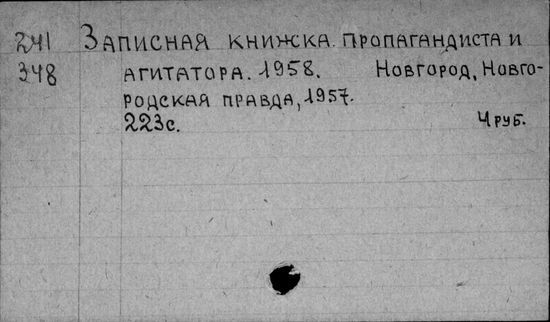 241 Записная книжка пропагандиста и
348 агитатора. 1958. Новгород, Новго-
родская правда, 1957.
223с. 4 руб.